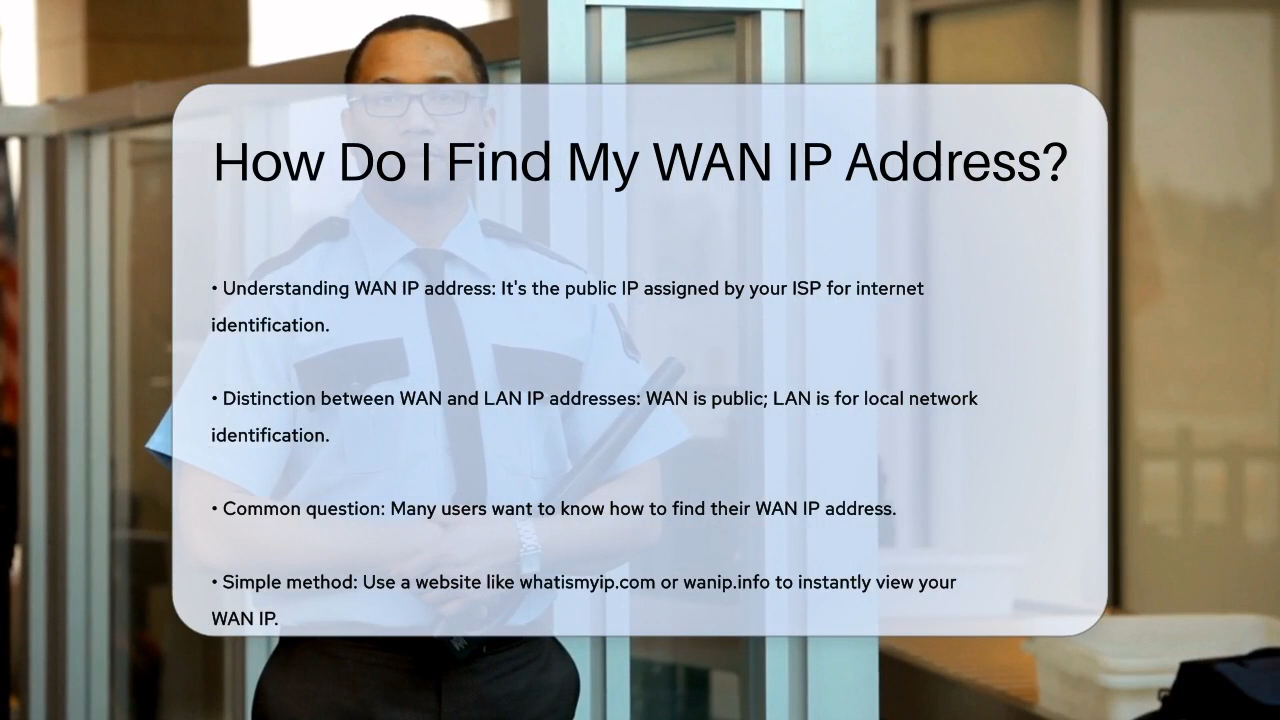 How Do I Find My WAN IP Address?
• Understanding WAN IP address: It's the public IP assigned by your ISP for internet
identification.
• Distinction between WAN and LAN IP addresses: WAN is public; LAN is for local network
identification.
• Common question: Many users want to know how to find their WAN IP address.
• Simple method: Use a website like whatismyip.com or wanip.info to instantly view your
WAN IP.